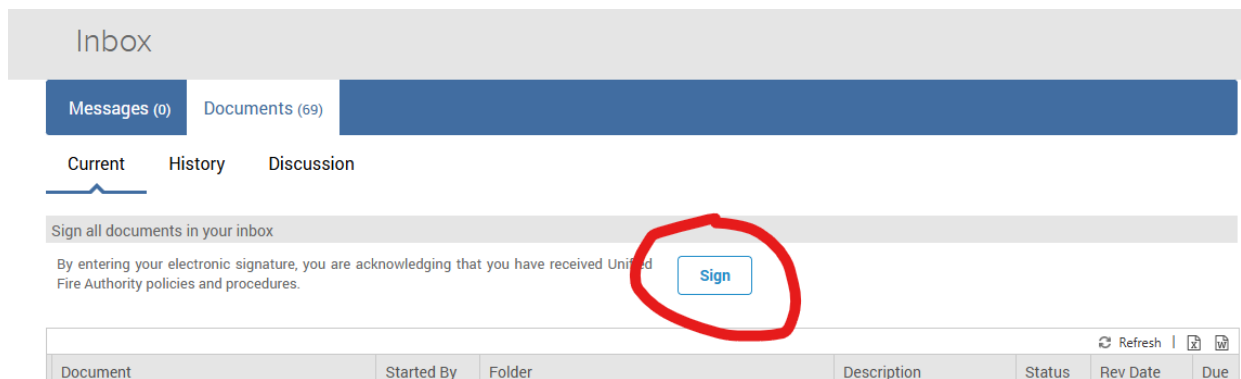 Inbox
Messages (0) Documents (69)
Current History Discussion
Sign all documents in your inbox
By entering your electronic signature, you are acknowledging that you have received Unified
Fire Authority policies and procedures.
Sign
Refresh
Document Started By Folder Description Status Rev Date Due